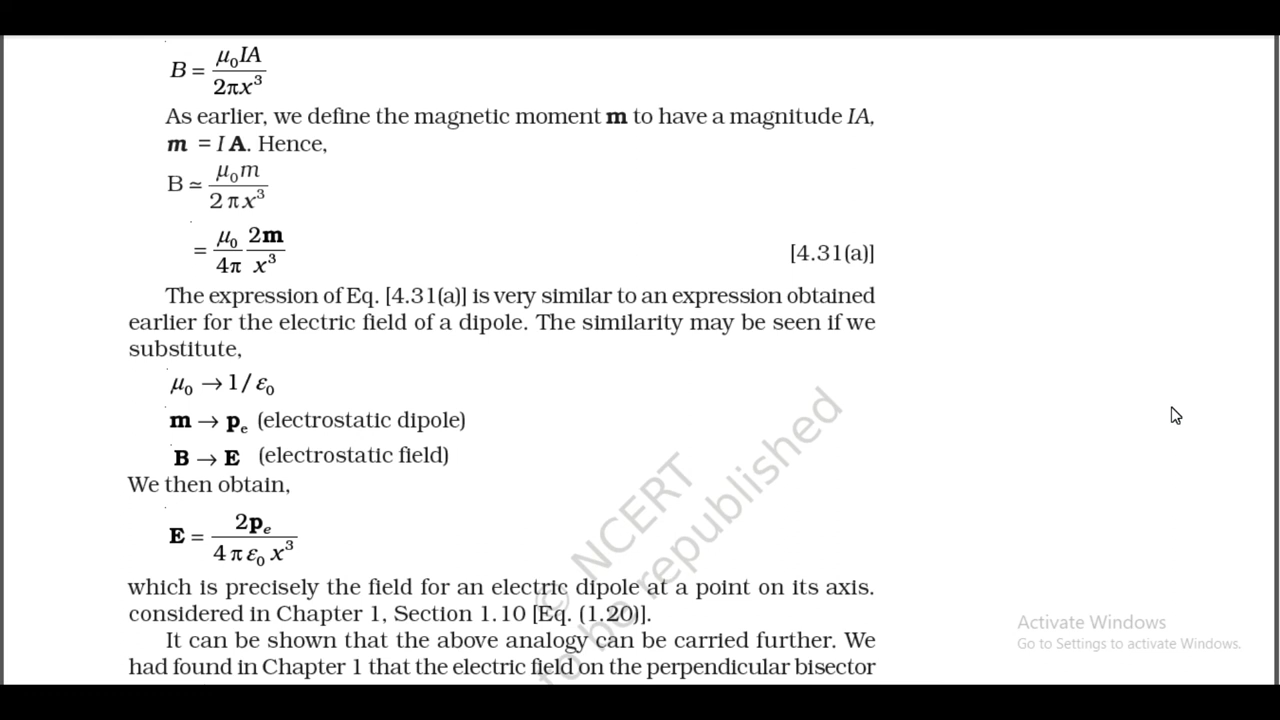 B = μ₀IA / 2πx³
As earlier, we define the magnetic moment m to have a magnitude IA,
m = I A. Hence,
B ≃ μ₀m / 2πx³
= μ₀/4π 2m/x³ [4.31(a)]
The expression of Eq. [4.31(a)] is very similar to an expression obtained
earlier for the electric field of a dipole. The similarity may be seen if we
substitute,
μ₀ → 1/ε₀
m → pₑ (electrostatic dipole)
B → E (electrostatic field)
We then obtain,
E = 2pₑ / 4πε₀x³
which is precisely the field for an electric dipole at a point on its axis.
considered in Chapter 1, Section 1.10 [Eq. (1.20)].
It can be shown that the above analogy can be carried further. We
had found in Chapter 1 that the electric field on the perpendicular bisector
© NCERT
to be republished
Activate Windows
Go to Settings to activate Windows.